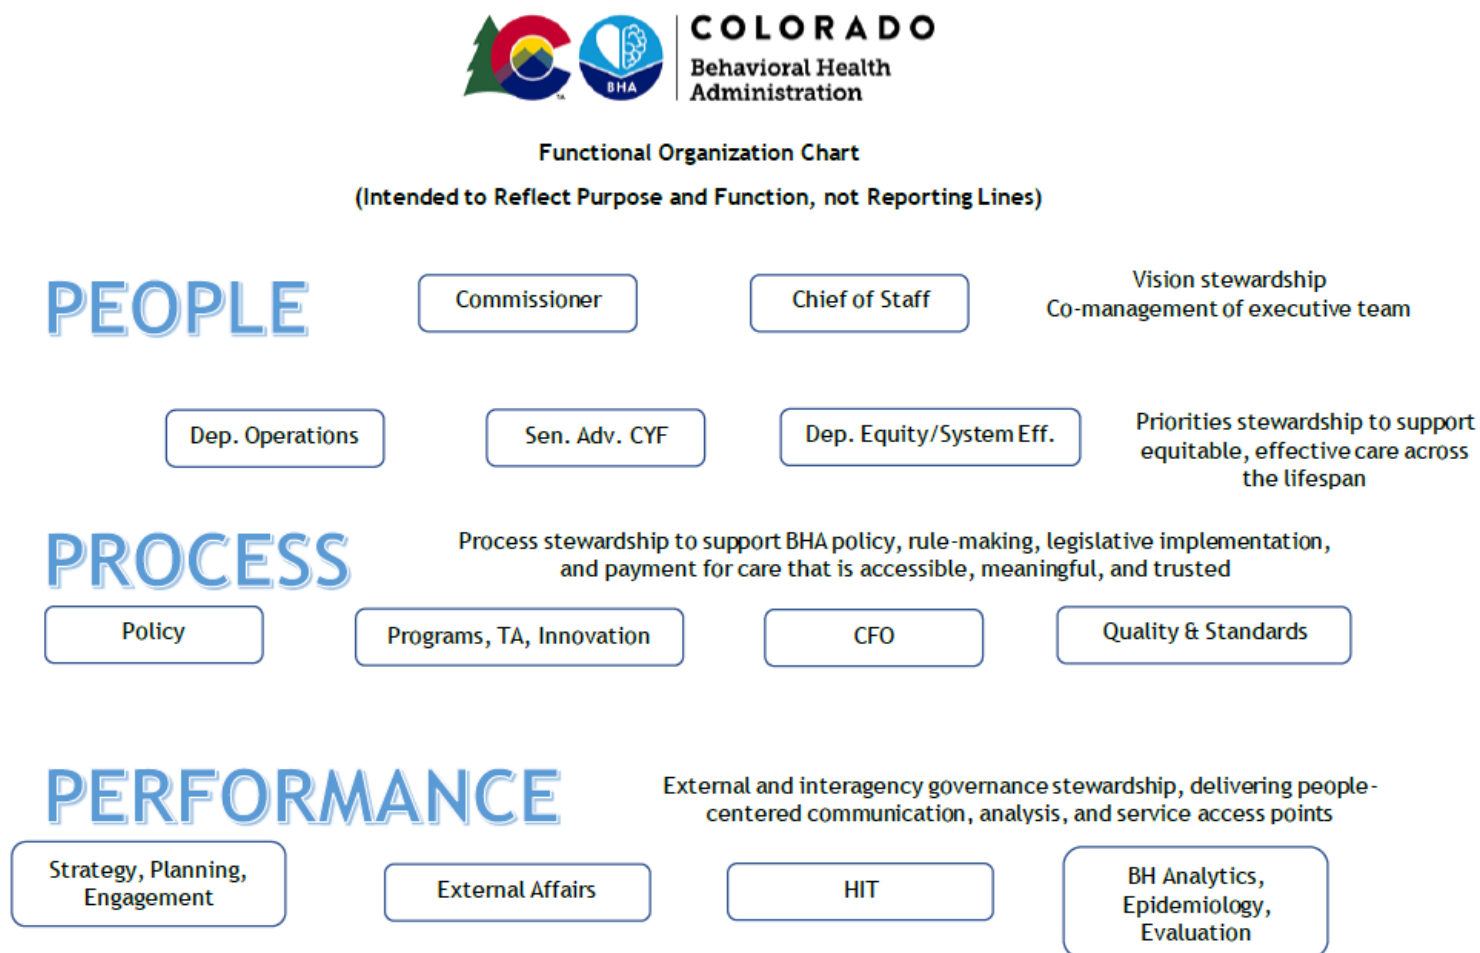 COLORADO
Behavioral Health
Administration
BHA
TA
Functional Organization Chart
(Intended to Reflect Purpose and Function, not Reporting Lines)
PEOPLE
Commissioner
Chief of Staff
Vision stewardship
Co-management of executive team
Dep. Operations
Sen. Adv. CYF
Dep. Equity/System Eff.
Priorities stewardship to support
equitable, effective care across
the lifespan
PROCESS
Process stewardship to support BHA policy, rule-making, legislative implementation,
and payment for care that is accessible, meaningful, and trusted
Policy
Programs, TA, Innovation
CFO
Quality & Standards
PERFORMANCE
External and interagency governance stewardship, delivering people-
centered communication, analysis, and service access points
Strategy, Planning,
Engagement
External Affairs
HIT
BH Analytics,
Epidemiology,
Evaluation